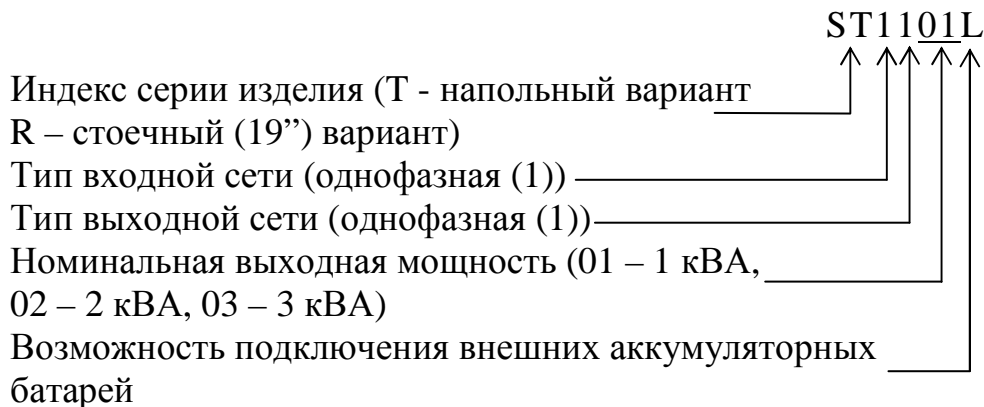 ST1101L
Индекс серии изделия (Т - напольный вариант
R – стоечный (19”) вариант)
Тип входной сети (однофазная (1))
Тип выходной сети (однофазная (1))
Номинальная выходная мощность (01 – 1 кВА,
02 – 2 кВА, 03 – 3 кВА)
Возможность подключения внешних аккумуляторных
батарей